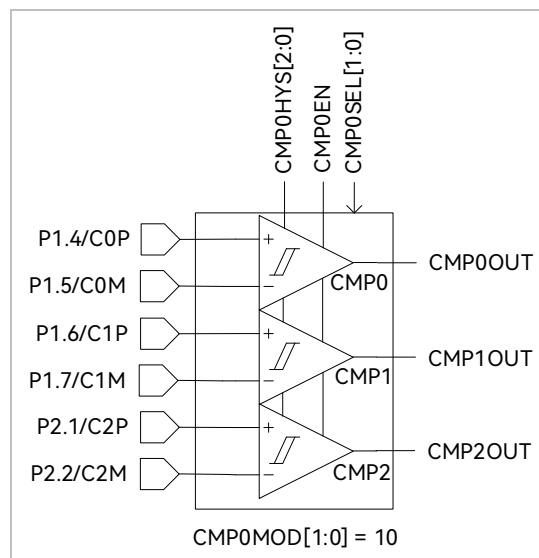 CMP0HYS[2:0]
CMP0EN
CMP0SEL[1:0]
P1.4/C0P
+
CMP0
CMP0OUT
P1.5/C0M
−
P1.6/C1P
+
CMP1
CMP1OUT
P1.7/C1M
−
P2.1/C2P
+
CMP2
CMP2OUT
P2.2/C2M
−
CMP0MOD[1:0] = 10